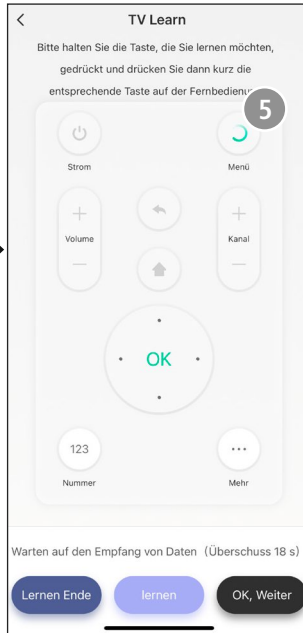 TV Learn
Bitte halten Sie die Taste, die Sie lernen möchten,
gedrückt und drücken Sie dann kurz die
entsprechende Taste auf der
5
Strom
Menü
+
+
Volume
Kanal
—
—
OK
123
...
Nummer
Mehr
Warten auf den Empfang von Daten (Überschuss 18 s)
Lernen Ende
lernen
OK, Weiter